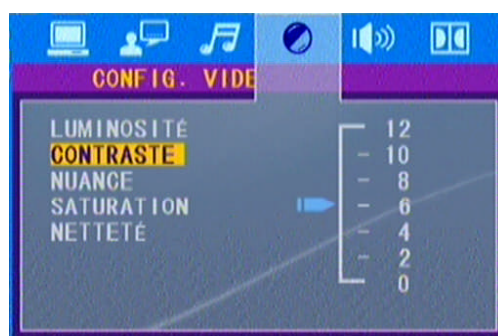 CONFIG. VIDE
LUMINOSITÉ
CONTRASTE
NUANCE
SATURATION
NETTETÉ
12
10
8
6
4
2
0